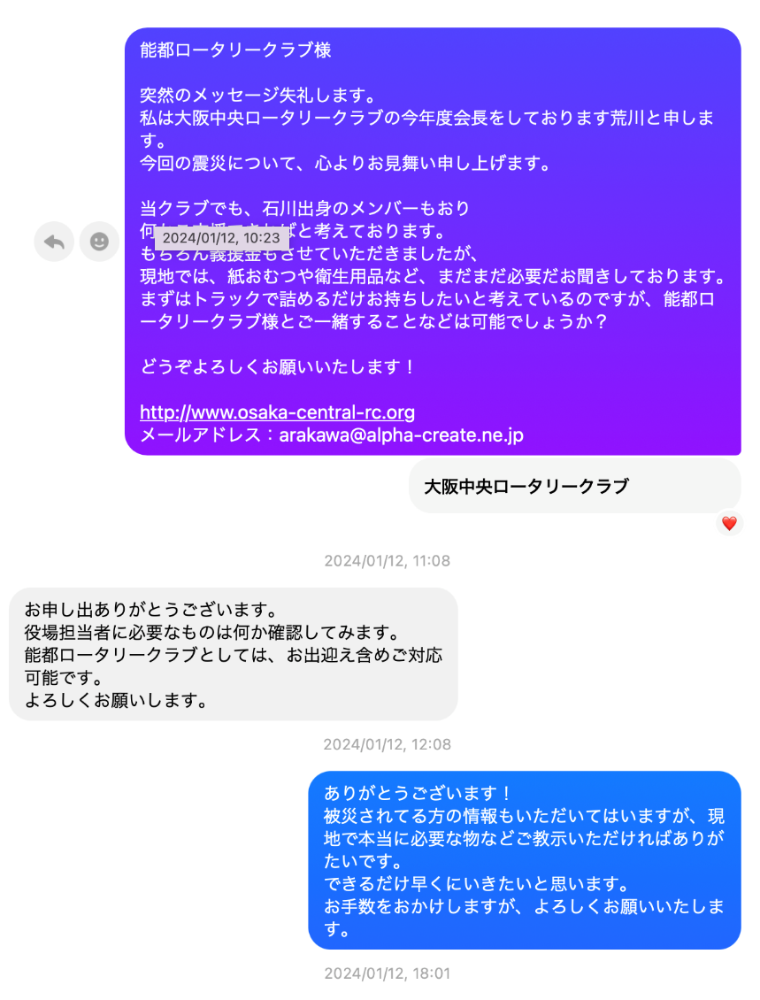 能都ロータリークラブ様
突然のメッセージ失礼します。
私は大阪中央ロータリークラブの今年度会長をしております荒川と申しま
す。
今回の震災について、心よりお見舞い申し上げます。
当クラブでも、石川出身のメンバーもおり
何か支援できればと考えております。
2024/01/12, 10:23
もちろん義援金もさせていただきましたが、
現地では、紙おむつや衛生用品など、まだまだ必要だお聞きしております。
まずはトラックで詰めるだけお持ちしたいと考えているのですが、能都ロ
ータリークラブ様とご一緒することなどは可能でしょうか？
どうぞよろしくお願いいたします！
http://www.osaka-central-rc.org
メールアドレス：arakawa@alpha-create.ne.jp
大阪中央ロータリークラブ
2024/01/12, 11:08
お申し出ありがとうございます。
役場担当者に必要なものは何か確認してみます。
能都ロータリークラブとしては、お出迎え含めご対応
可能です。
よろしくお願いします。
2024/01/12, 12:08
ありがとうございます！
被災されてる方の情報もいただいてはいますが、現
地で本当に必要な物などご教示いただければありが
たいです。
できるだけ早くにいきたいと思います。
お手数をおかけしますが、よろしくお願いいたしま
す。
2024/01/12, 18:01